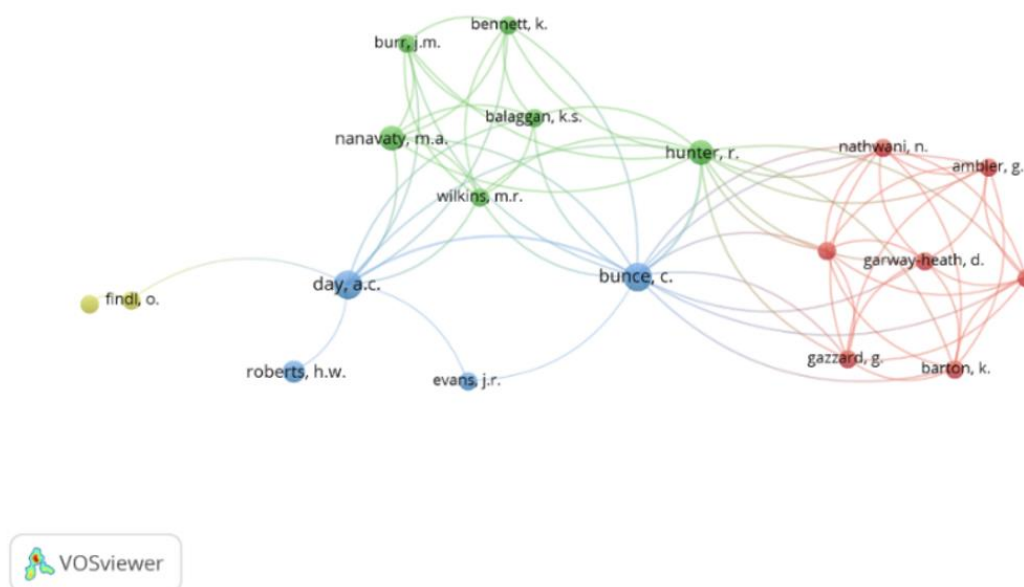 bennett, k.
burr, j.m.
balaggan, k.s.
nanavaty, m.a.
hunter, r.
nathwani, n.
ambler, g.
wilkins, m.r.
garway-heath, d.
bunce, c.
day, a.c.
findl, o.
gazzard, g.
barton, k.
roberts, h.w.
evans, j.r.
VOSviewer